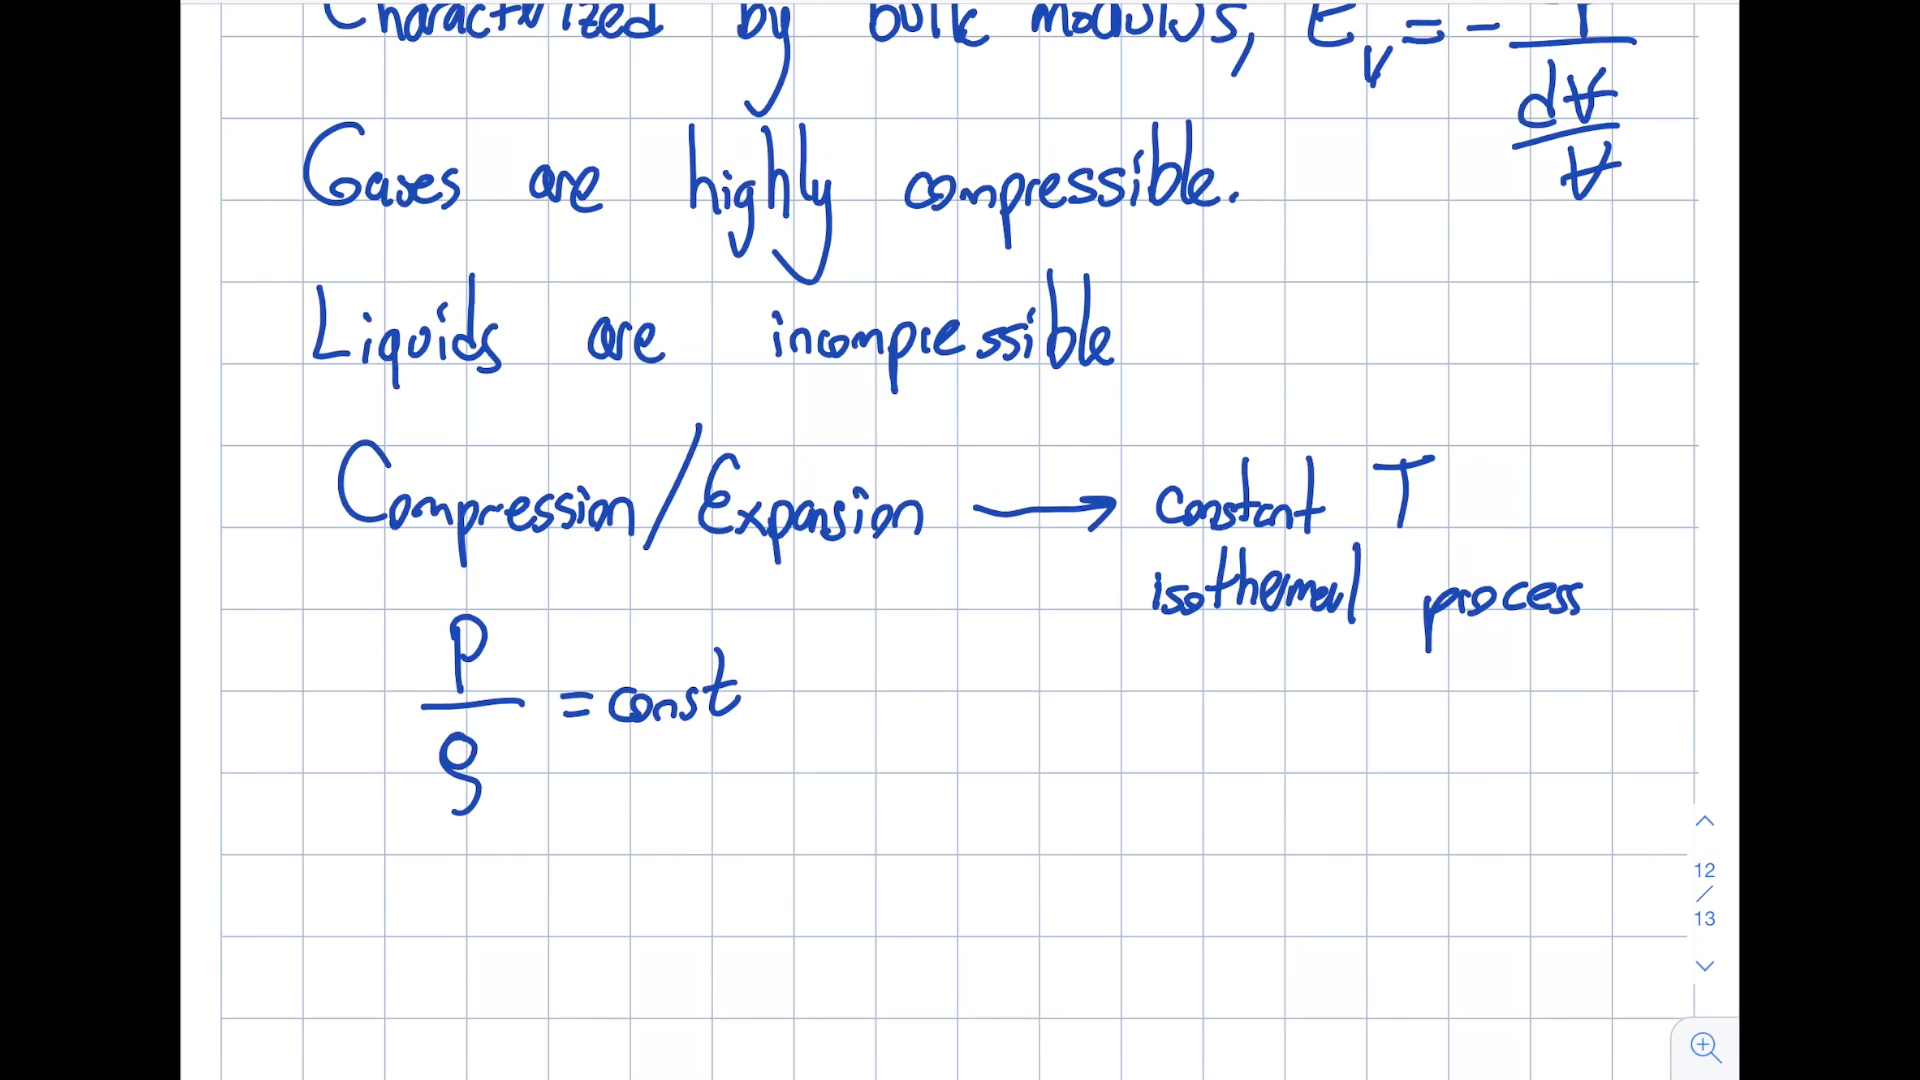 Characterized by bulk modulus, E_v = -
d∀
∀
Gases are highly compressible.
Liquids are incompressible
Compression/Expansion → constant T
isothermal process
P
= const
ρ
12
/
13